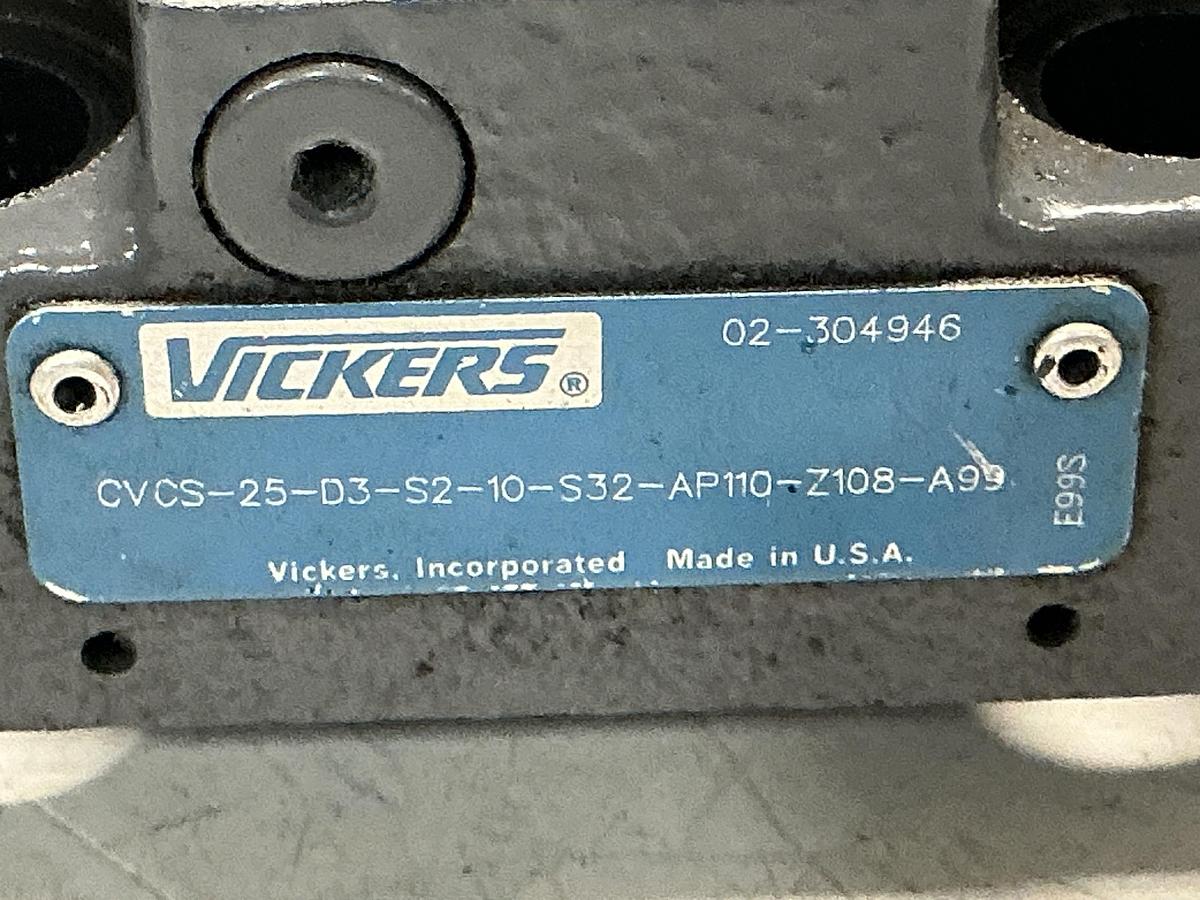 VICKERS®
02-304946
CVCS-25-D3-S2-10-S32-AP110-Z108-A99
E99S
Vickers, Incorporated Made in U.S.A.